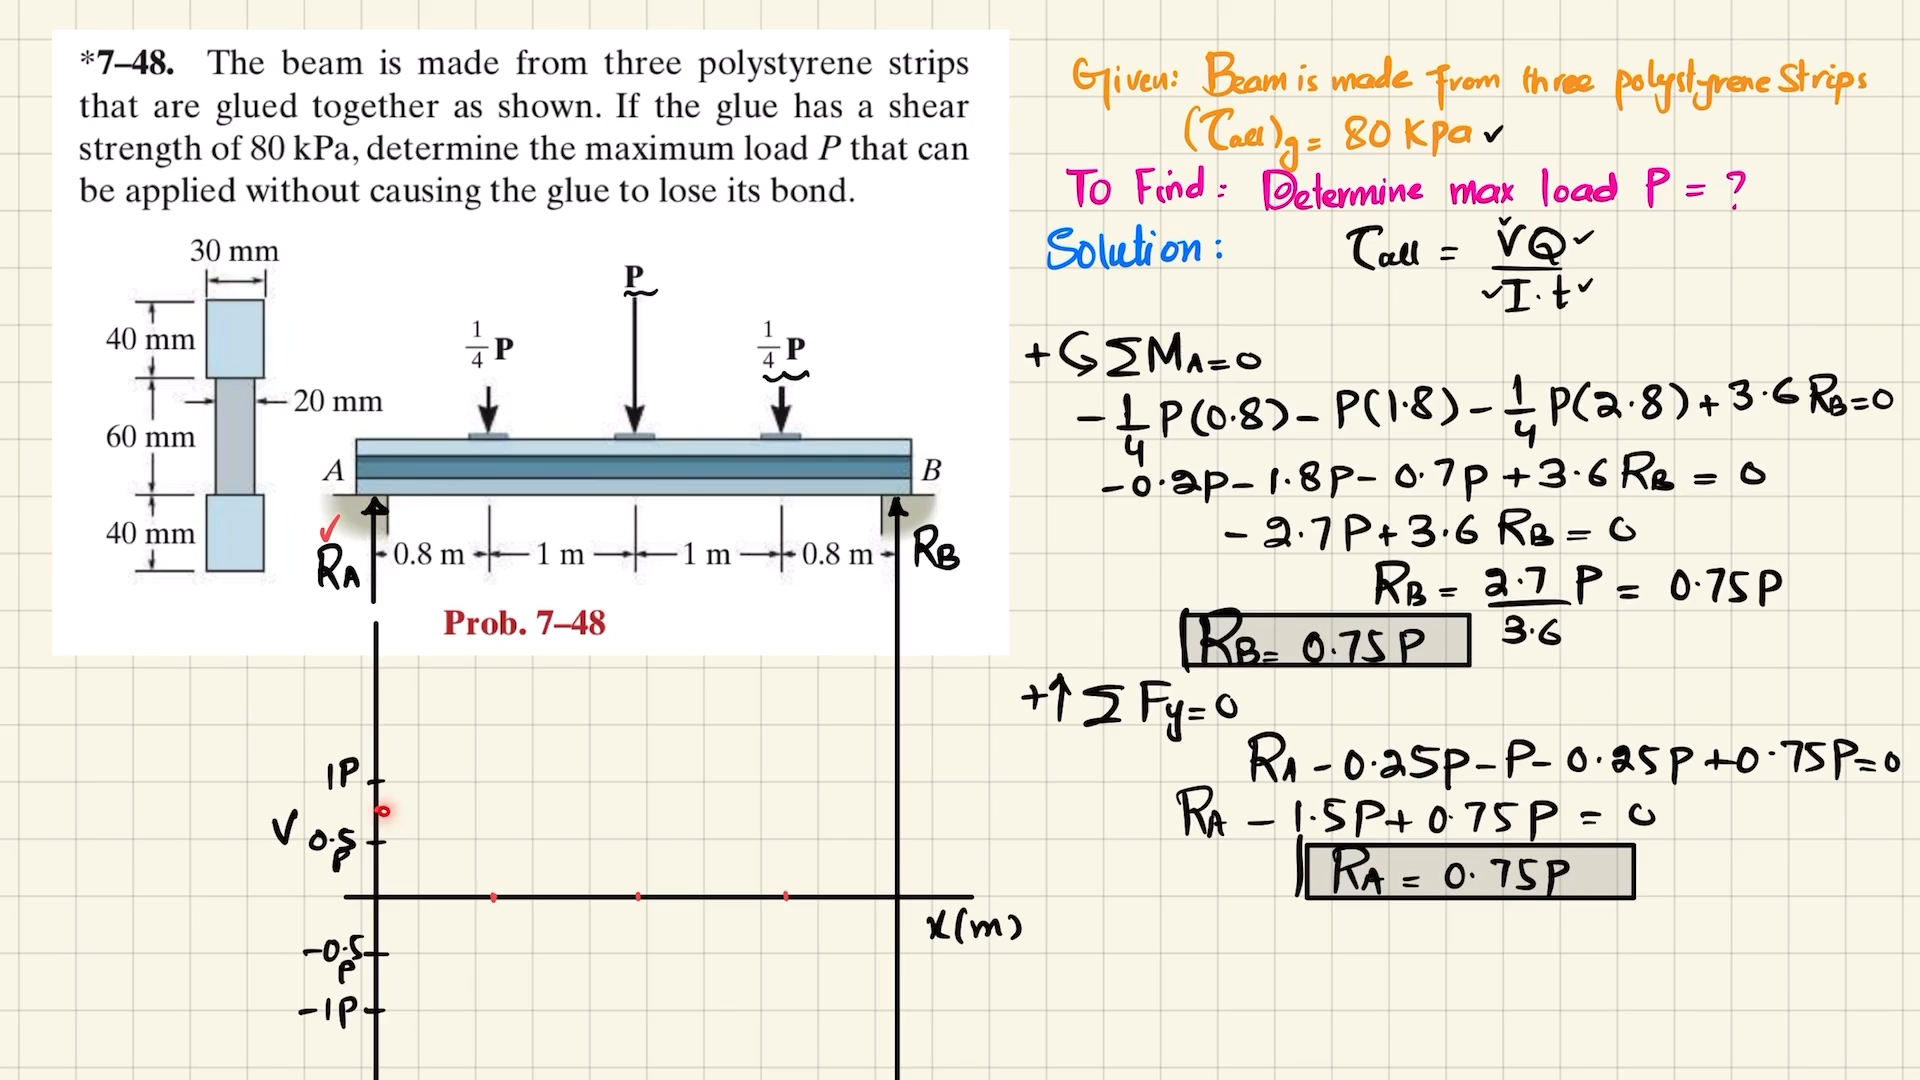 *7–48. The beam is made from three polystyrene strips
that are glued together as shown. If the glue has a shear
strength of 80 kPa, determine the maximum load P that can
be applied without causing the glue to lose its bond.
30 mm
40 mm
20 mm
60 mm
40 mm
1/4 P
P
1/4 P
A
B
RA
0.8 m
1 m
1 m
0.8 m
RB
Prob. 7–48
1P
V
0.5P
-0.5P
-1P
x(m)
Given: Beam is made from three polystyrene Strips
(τall)g = 80 KPa ✓
To Find: Determine max load P = ?
Solution: τall = VQ / I.t
+↺ ΣMA=0
-1/4 P(0.8) - P(1.8) - 1/4 P(2.8) + 3.6 RB=0
-0.2P - 1.8P - 0.7P + 3.6 RB = 0
-2.7P + 3.6 RB = 0
RB = 2.7/3.6 P = 0.75P
RB= 0.75P
+↑ ΣFy=0
RA - 0.25P - P - 0.25P + 0.75P=0
RA - 1.5P + 0.75P = 0
RA = 0.75P